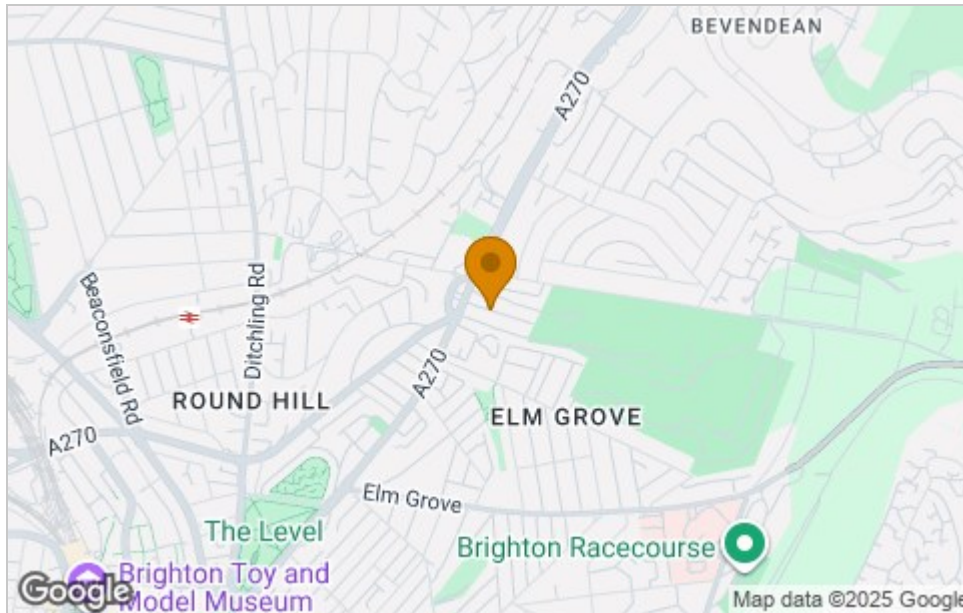 BEVENDEAN
A270
Beaconsfield Rd
Ditchling Rd
A270
ROUND HILL
ELM GROVE
A270
Elm Grove
The Level
Brighton Racecourse
Brighton Toy and
Model Museum
Google
Map data ©2025 Google